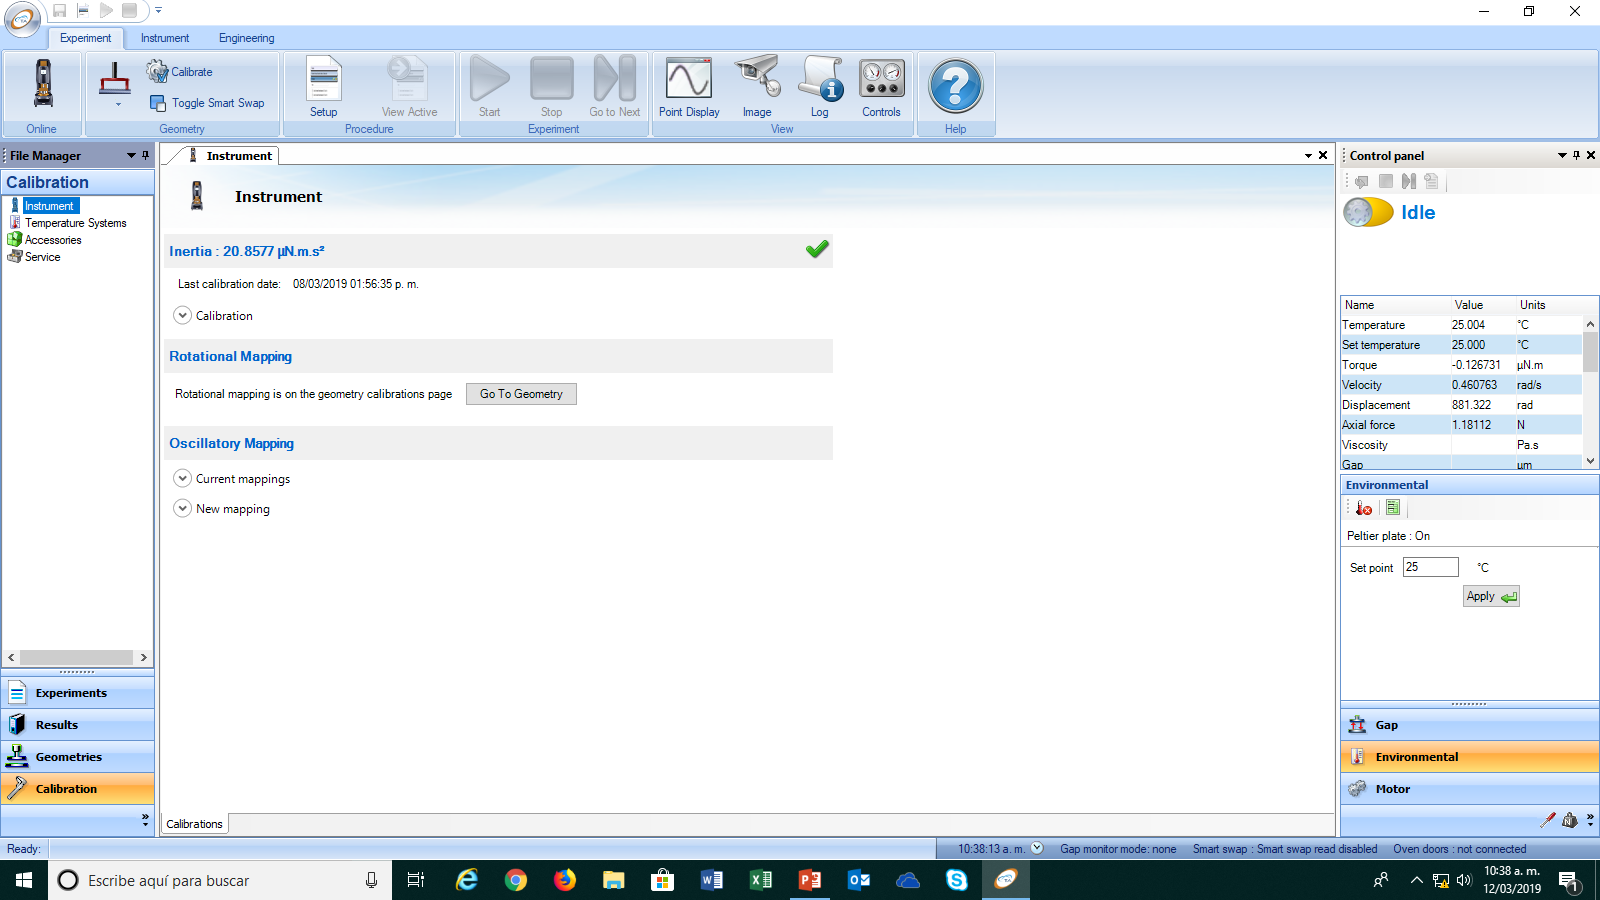 Experiment Instrument Engineering
Online
Calibrate
Toggle Smart Swap
Geometry
Setup View Active
Procedure
Start Stop Go to Next
Experiment
Point Display Image Log Controls
View
Help
File Manager
Calibration
Instrument
Temperature Systems
Accessories
Service
Experiments
Results
Geometries
Calibration
Instrument
Instrument
Inertia : 20.8577 µN.m.s²
Last calibration date: 08/03/2019 01:56:35 p. m.
Calibration
Rotational Mapping
Rotational mapping is on the geometry calibrations page Go To Geometry
Oscillatory Mapping
Current mappings
New mapping
Calibrations
Control panel
Idle
Name Value Units
Temperature 25.004 °C
Set temperature 25.000 °C
Torque -0.126731 µN.m
Velocity 0.460763 rad/s
Displacement 881.322 rad
Axial force 1.18112 N
Viscosity Pa.s
Gap µm
Environmental
Peltier plate : On
Set point 25 °C
Apply
Gap
Environmental
Motor
Ready:
10:38:13 a. m. Gap monitor mode: none Smart swap : Smart swap read disabled Oven doors : not connected
Escribe aquí para buscar
10:38 a. m.
12/03/2019
1